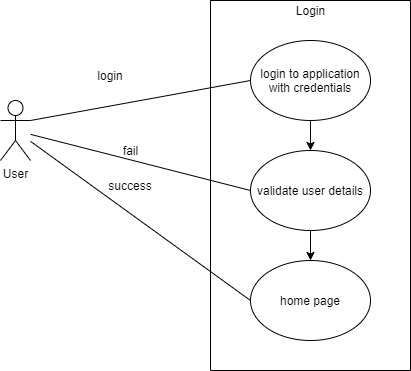 Login
login
login to application
with credentials
fail
User
success
validate user details
home page